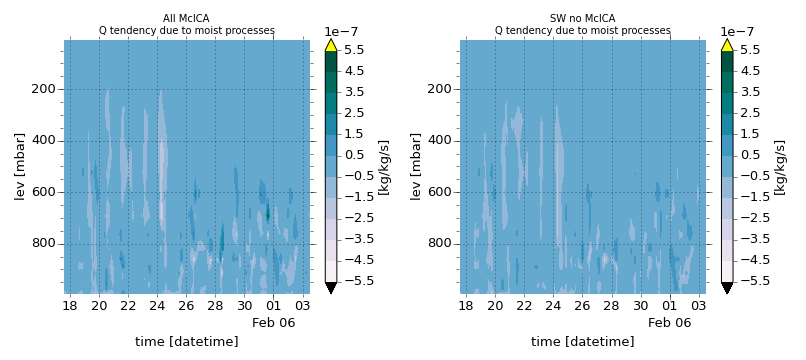 All McICA
Q tendency due to moist processes
1e−7
5.5
4.5
3.5
2.5
1.5
0.5
−0.5
−1.5
−2.5
−3.5
−4.5
−5.5
[kg/kg/s]
lev [mbar]
200
400
600
800
18 20 22 24 26 28 30 01 03
Feb 06
time [datetime]
SW no McICA
Q tendency due to moist processes
1e−7
5.5
4.5
3.5
2.5
1.5
0.5
−0.5
−1.5
−2.5
−3.5
−4.5
−5.5
[kg/kg/s]
lev [mbar]
200
400
600
800
18 20 22 24 26 28 30 01 03
Feb 06
time [datetime]